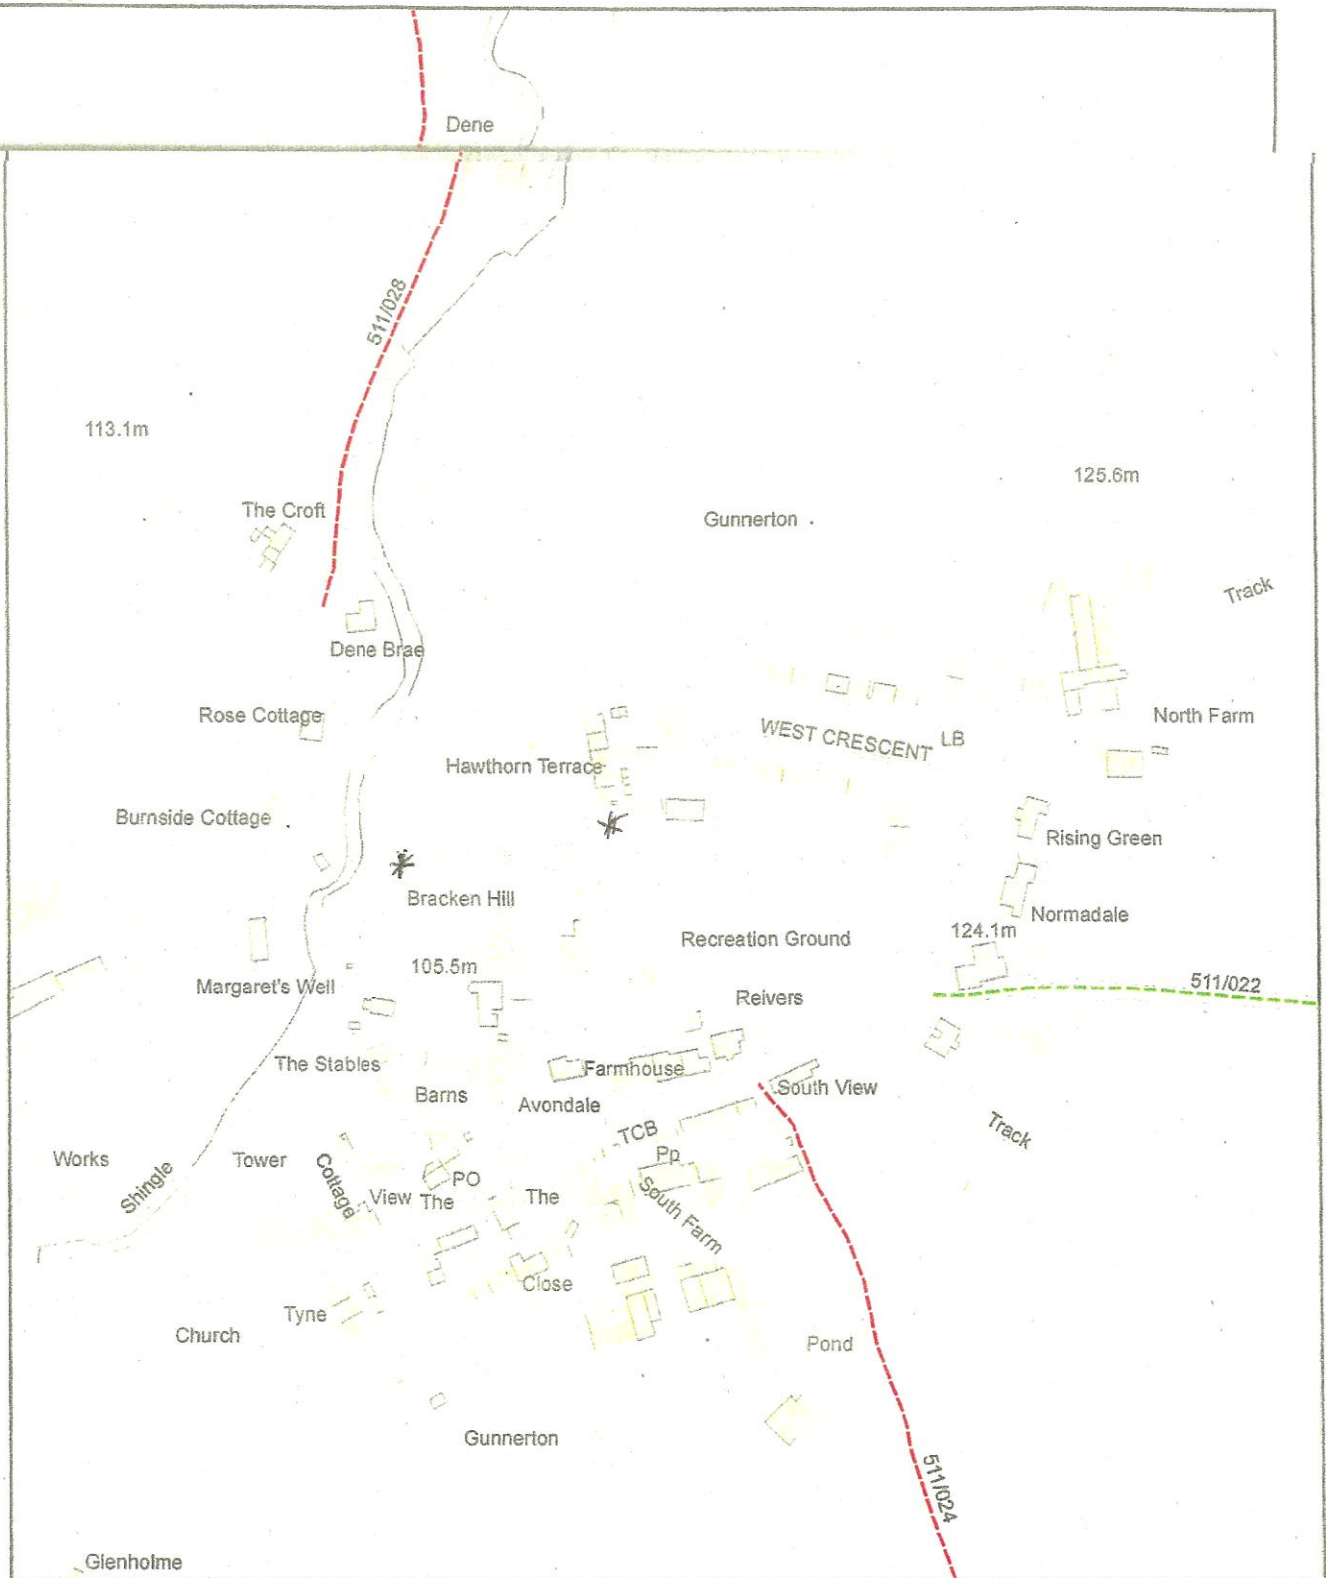 Dene
511/028
113.1m
125.6m
The Croft
Gunnerton
Track
Dene Brae
Rose Cottage
North Farm
WEST CRESCENT
LB
Hawthorn Terrace
Burnside Cottage
Rising Green
Bracken Hill
Normadale
124.1m
Recreation Ground
105.5m
511/022
Margaret's Well
Reivers
The Stables
Farmhouse
South View
Barns
Avondale
TCB
Track
Works
Tower
Pp
Shingle
Cottage
PO
View
The
The
South Farm
Close
Tyne
Church
Pond
Gunnerton
511/024
Glenholme